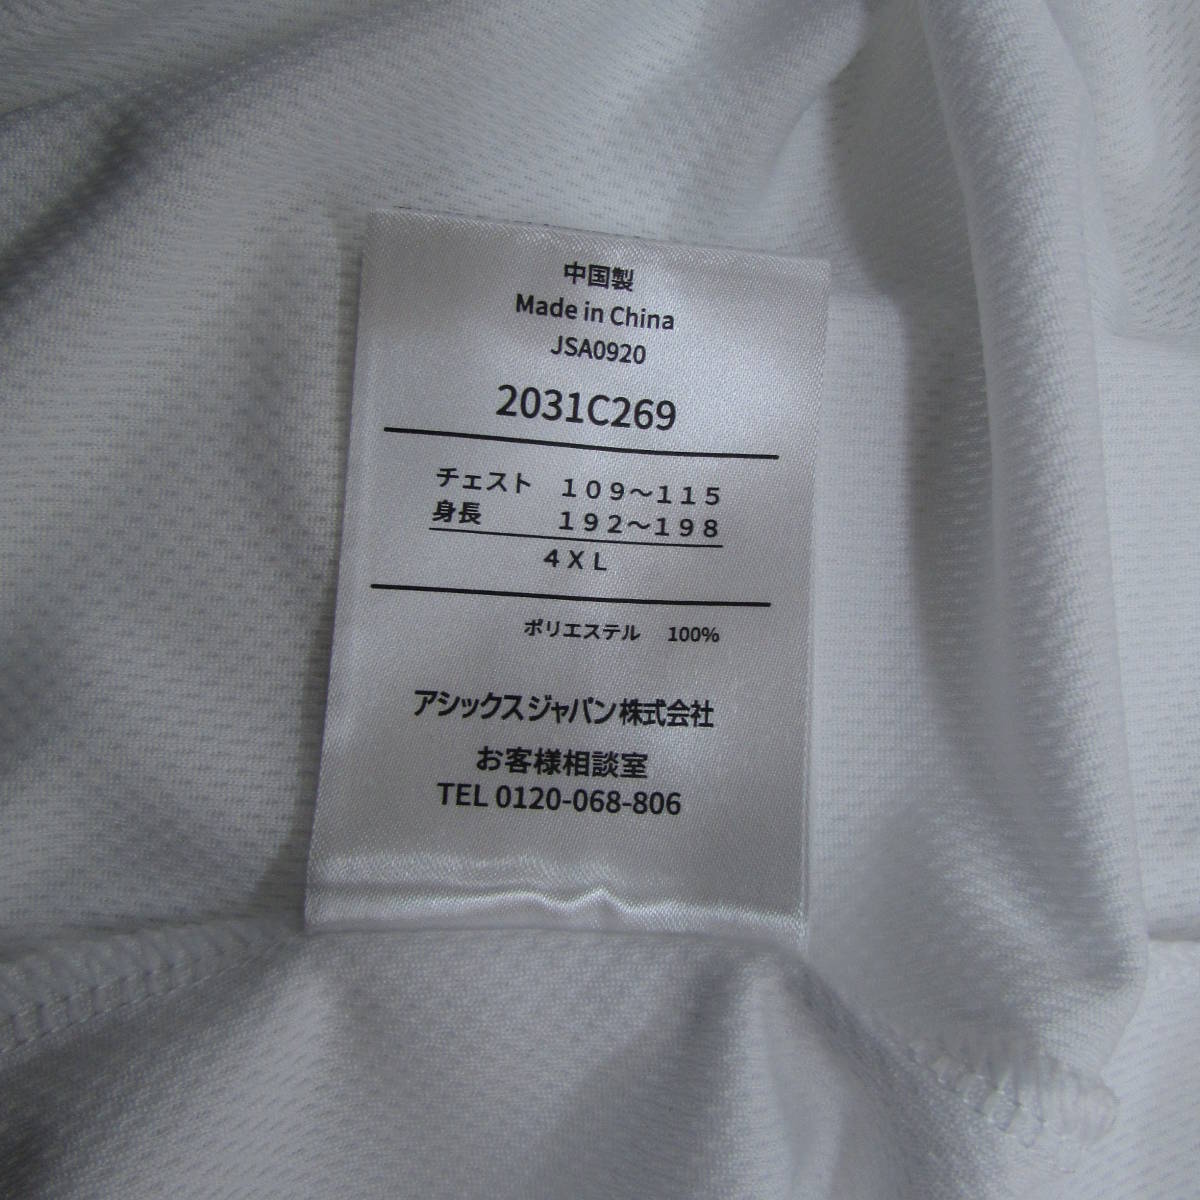 中国製
Made in China
JSA0920
2031C269
チェスト 109～115
身長 192～198
4XL
ポリエステル 100%
アシックスジャパン株式会社
お客様相談室
TEL 0120-068-806